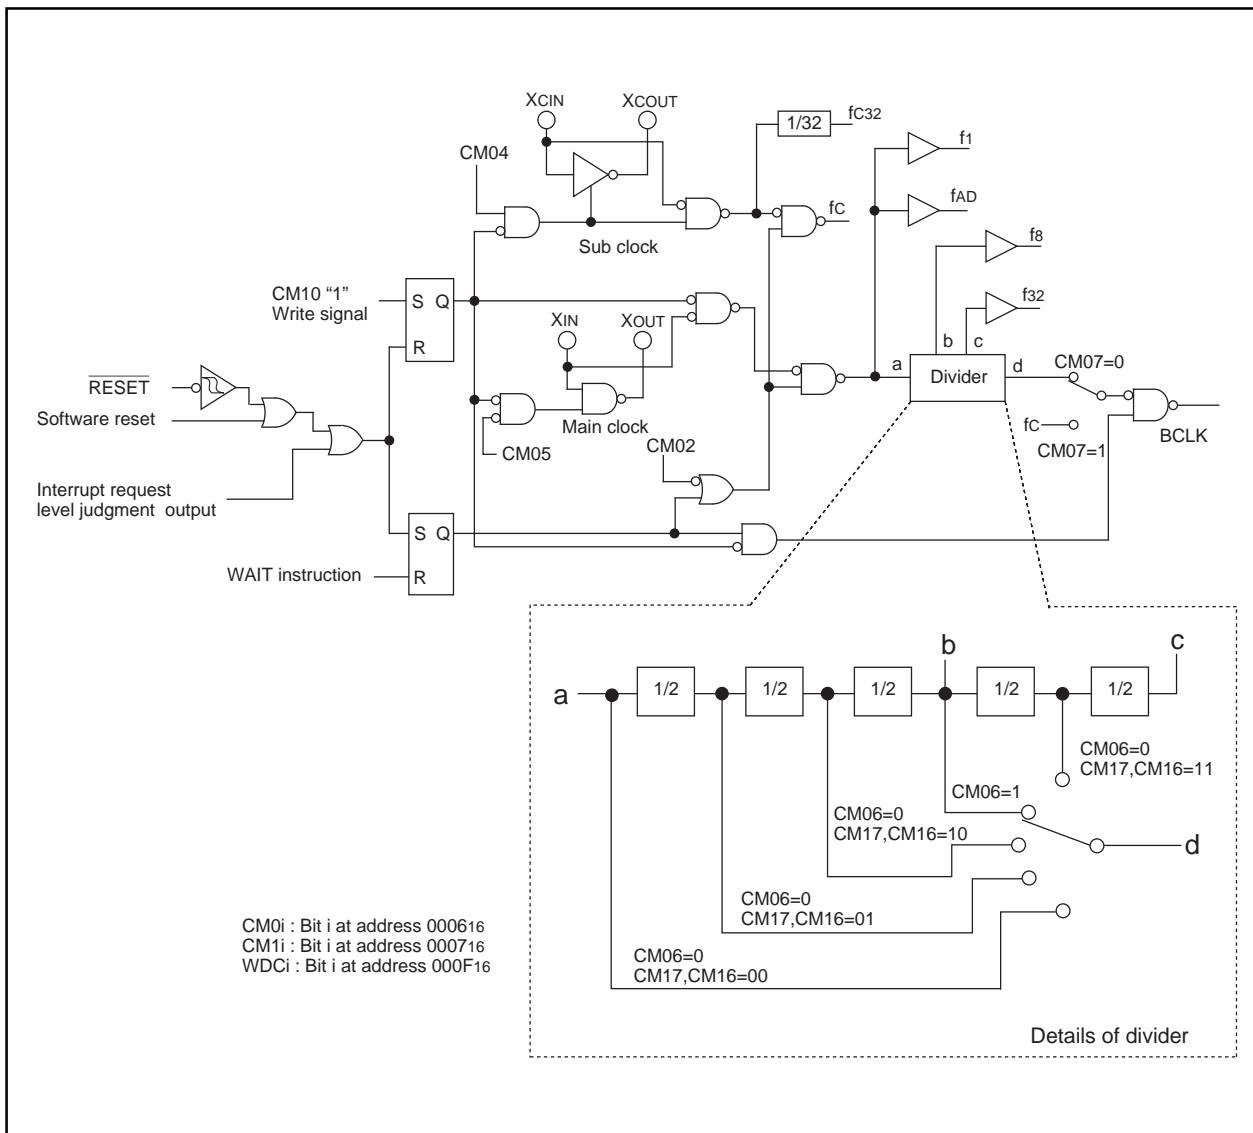 XCIN
XCOUT
1/32
fC32
f1
CM04
fAD
fC
f8
Sub clock
CM10 “1”
Write signal
S Q
R
XIN
XOUT
f32
b c
a
Divider
d
CM07=0
RESET
Software reset
Main clock
CM05
fC
CM07=1
BCLK
CM02
Interrupt request
level judgment output
S Q
R
WAIT instruction
a
1/2
1/2
1/2
b
1/2
1/2
c
CM06=0
CM17,CM16=11
CM06=1
CM06=0
CM17,CM16=10
d
CM06=0
CM17,CM16=01
CM06=0
CM17,CM16=00
CM0i : Bit i at address 000616
CM1i : Bit i at address 000716
WDCi : Bit i at address 000F16
Details of divider